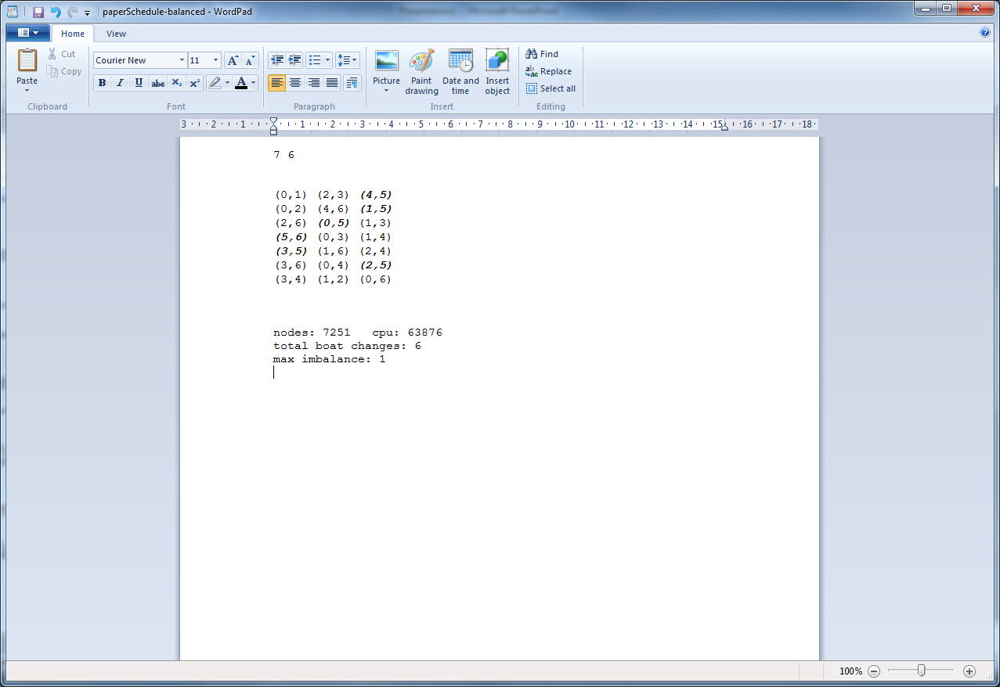 paperSchedule-balanced - WordPad
Home View
Paste Cut Copy
Clipboard
Courier New 11
B I U abc X₂ X²
A A A
Font
Paragraph
Picture Paint drawing Date and time Insert object
Insert
Find
Replace
Select all
Editing
3 2 1 1 2 3 4 5 6 7 8 9 10 11 12 13 14 15 16 17 18
7 6
(0,1) (2,3) (4,5)
(0,2) (4,6) (1,5)
(2,6) (0,5) (1,3)
(5,6) (0,3) (1,4)
(3,5) (1,6) (2,4)
(3,6) (0,4) (2,5)
(3,4) (1,2) (0,6)
nodes: 7251 cpu: 63876
total boat changes: 6
max imbalance: 1
100%